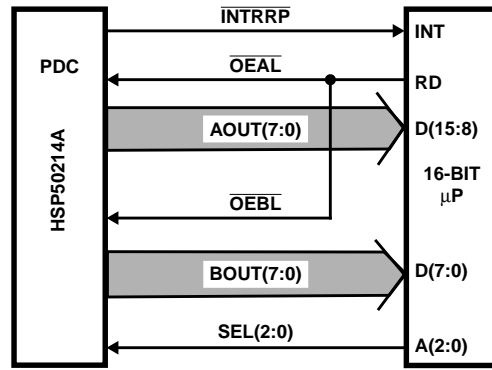 INTRRP
INT
PDC
OEAL
RD
AOUT(7:0)
D(15:8)
HSP50214A
16-BIT
µP
OEBL
BOUT(7:0)
D(7:0)
SEL(2:0)
A(2:0)